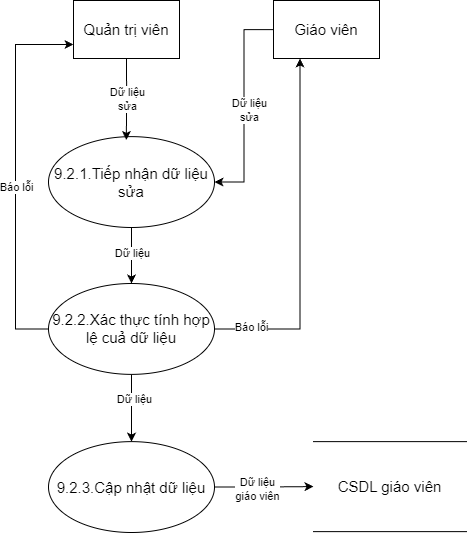 Quản trị viên
Giáo viên
Dữ liệu
sửa
Dữ liệu
sửa
9.2.1.Tiếp nhận dữ liệu
sửa
Báo lỗi
Dữ liệu
9.2.2.Xác thực tính hợp
lệ cuả dữ liệu
Báo lỗi
Dữ liệu
9.2.3.Cập nhật dữ liệu
Dữ liệu
giáo viên
CSDL giáo viên